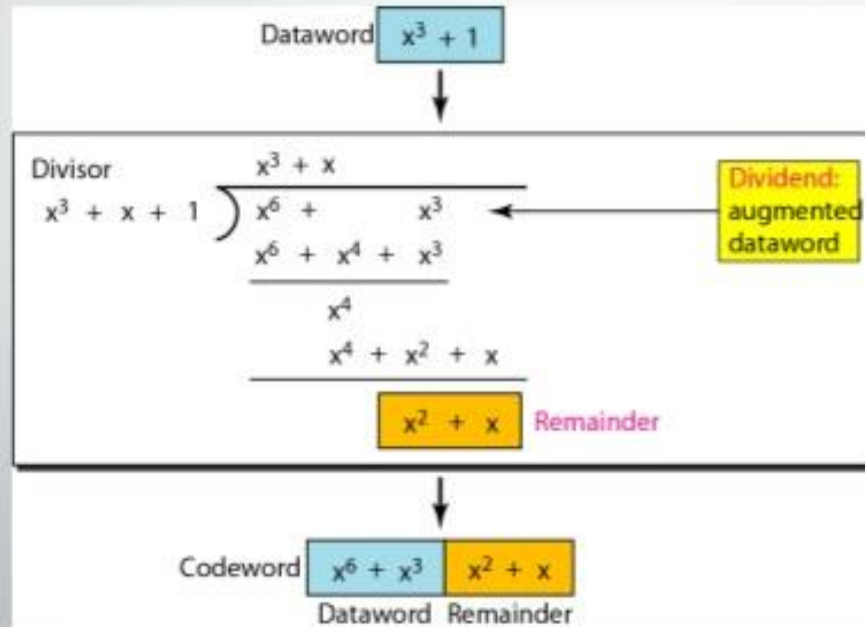 Dataword x³ + 1
Divisor
x³ + x
x³ + x + 1 ) x⁶ + x³
Dividend:
augmented
dataword
x⁶ + x⁴ + x³
x⁴
x⁴ + x² + x
x² + x Remainder
Codeword x⁶ + x³ x² + x
Dataword Remainder